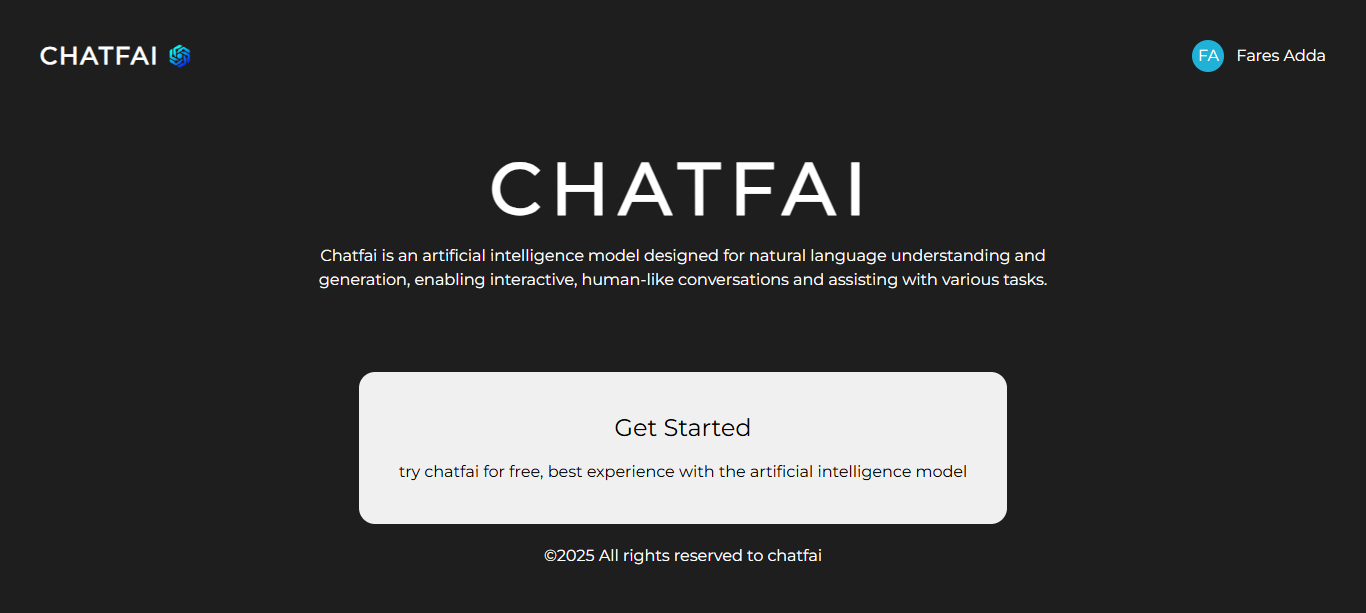 CHATFAI
FA Fares Adda
CHATFAI
Chatfai is an artificial intelligence model designed for natural language understanding and
generation, enabling interactive, human-like conversations and assisting with various tasks.
Get Started
try chatfai for free, best experience with the artificial intelligence model
©2025 All rights reserved to chatfai